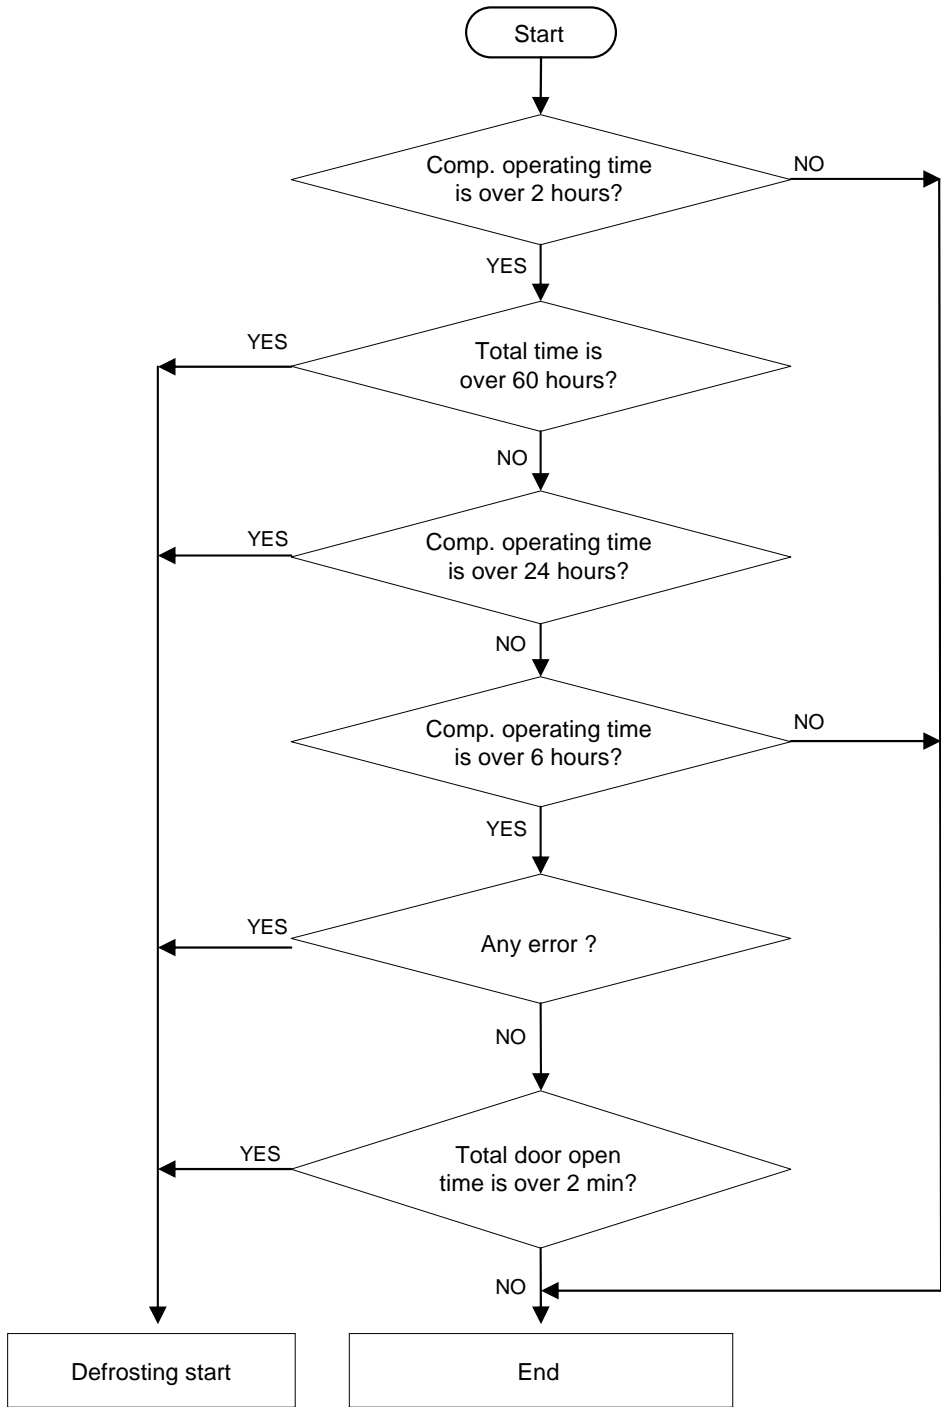 Start
Comp. operating time
is over 2 hours?
NO
YES
YES
Total time is
over 60 hours?
NO
YES
Comp. operating time
is over 24 hours?
NO
Comp. operating time
is over 6 hours?
NO
YES
YES
Any error ?
NO
YES
Total door open
time is over 2 min?
NO
Defrosting start
End